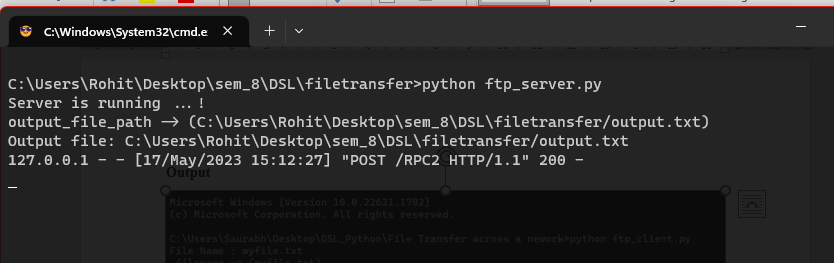 C:\Windows\System32\cmd.e
C:\Users\Rohit\Desktop\sem_8\DSL\filetransfer>python ftp_server.py
Server is running ...!
output_file_path -> (C:\Users\Rohit\Desktop\sem_8\DSL\filetransfer/output.txt)
Output file: C:\Users\Rohit\Desktop\sem_8\DSL\filetransfer/output.txt
127.0.0.1 - - [17/May/2023 15:12:27] "POST /RPC2 HTTP/1.1" 200 -
Output
Microsoft Windows [Version 10.0.22621.1702]
(c) Microsoft Corporation. All rights reserved.
C:\Users\Saurabh\Desktop\DSL_Python\File Transfer across a nework>python ftp_client.py
File Name : myfile.txt